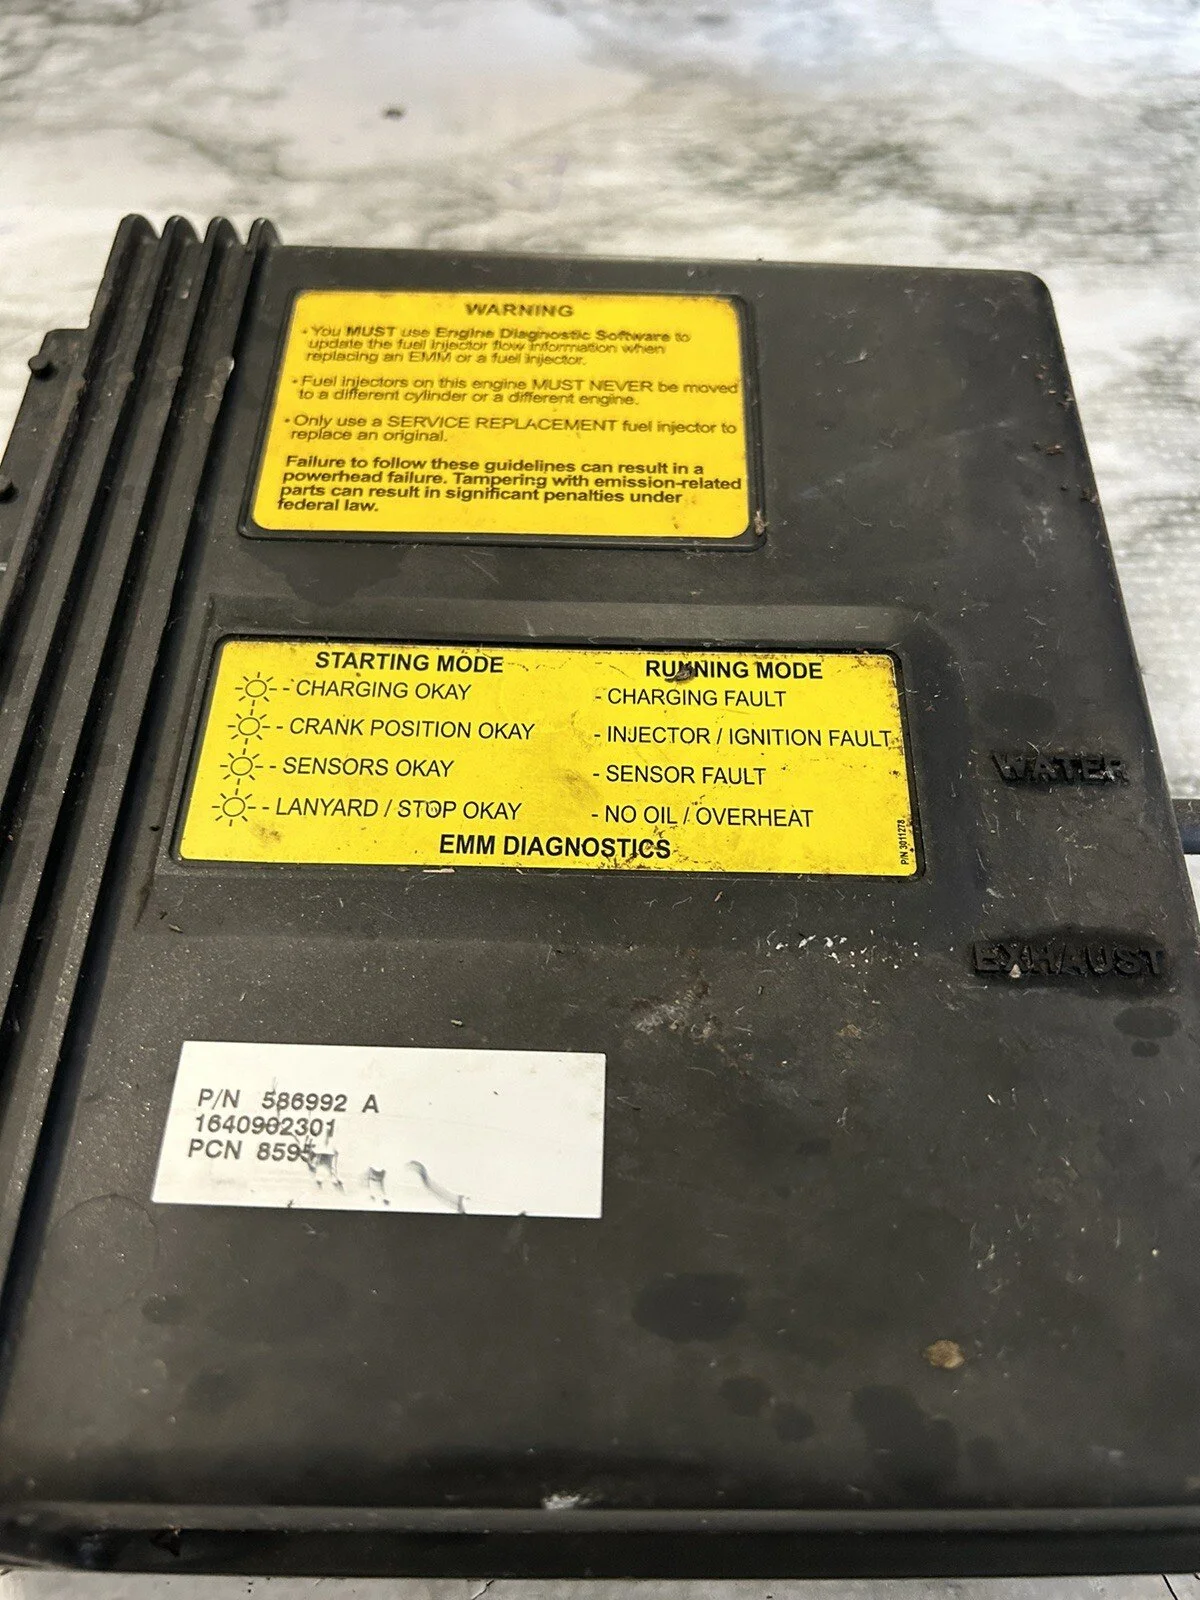 WARNING
• You MUST use Engine Diagnostic Software to
update the fuel injector flow information when
replacing an EMM or a fuel injector.
• Fuel injectors on this engine MUST NEVER be moved
to a different cylinder or a different engine.
• Only use a SERVICE REPLACEMENT fuel injector to
replace an original.
Failure to follow these guidelines can result in a
powerhead failure. Tampering with emission-related
parts can result in significant penalties under
federal law.
STARTING MODE RUNNING MODE
- CHARGING OKAY - CHARGING FAULT
- CRANK POSITION OKAY - INJECTOR / IGNITION FAULT
- SENSORS OKAY - SENSOR FAULT
- LANYARD / STOP OKAY - NO OIL / OVERHEAT
EMM DIAGNOSTICS
P/N 3011278
WATER
EXHAUST
P/N 586992 A
1640902301
PCN 8595